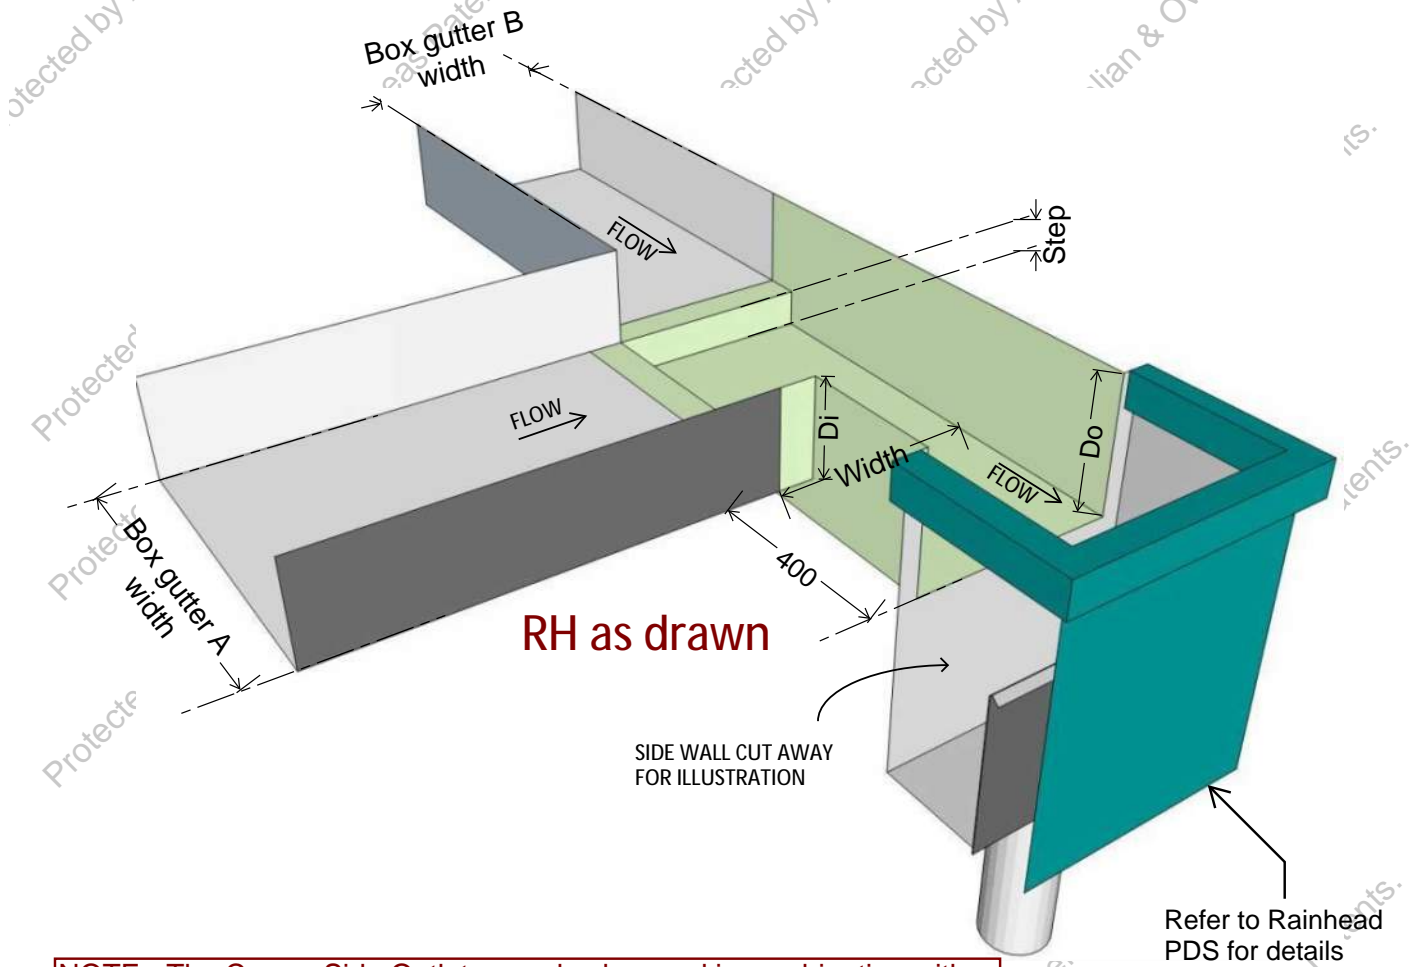 Box gutter B
width
Step
FLOW
FLOW
Di
Width
Do
FLOW
Box gutter A
width
400
RH as drawn
SIDE WALL CUT AWAY
FOR ILLUSTRATION
Refer to Rainhead
PDS for details